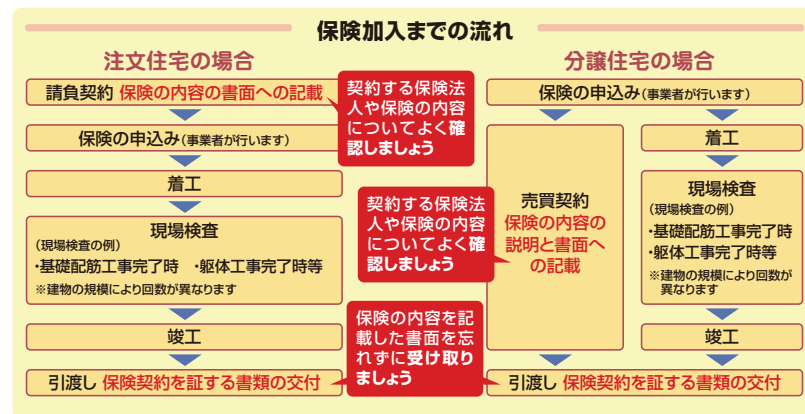 保険加入までの流れ
注文住宅の場合
請負契約 保険の内容の書面への記載
保険の申込み(事業者が行います)
着工
現場検査
(現場検査の例)
・基礎配筋工事完了時 ・躯体工事完了時等
※建物の規模により回数が異なります
竣工
引渡し 保険契約を証する書類の交付
契約する保険法
人や保険の内容
についてよく確
認しましょう
契約する保険法
人や保険の内容
についてよく確
認しましょう
保険の内容を記
載した書面を忘
れずに受け取り
ましょう
分譲住宅の場合
保険の申込み(事業者が行います)
売買契約
保険の内容の
説明と書面へ
の記載
着工
現場検査
(現場検査の例)
・基礎配筋工事完了時
・躯体工事完了時等
※建物の規模により回数が
異なります
竣工
引渡し 保険契約を証する書類の交付